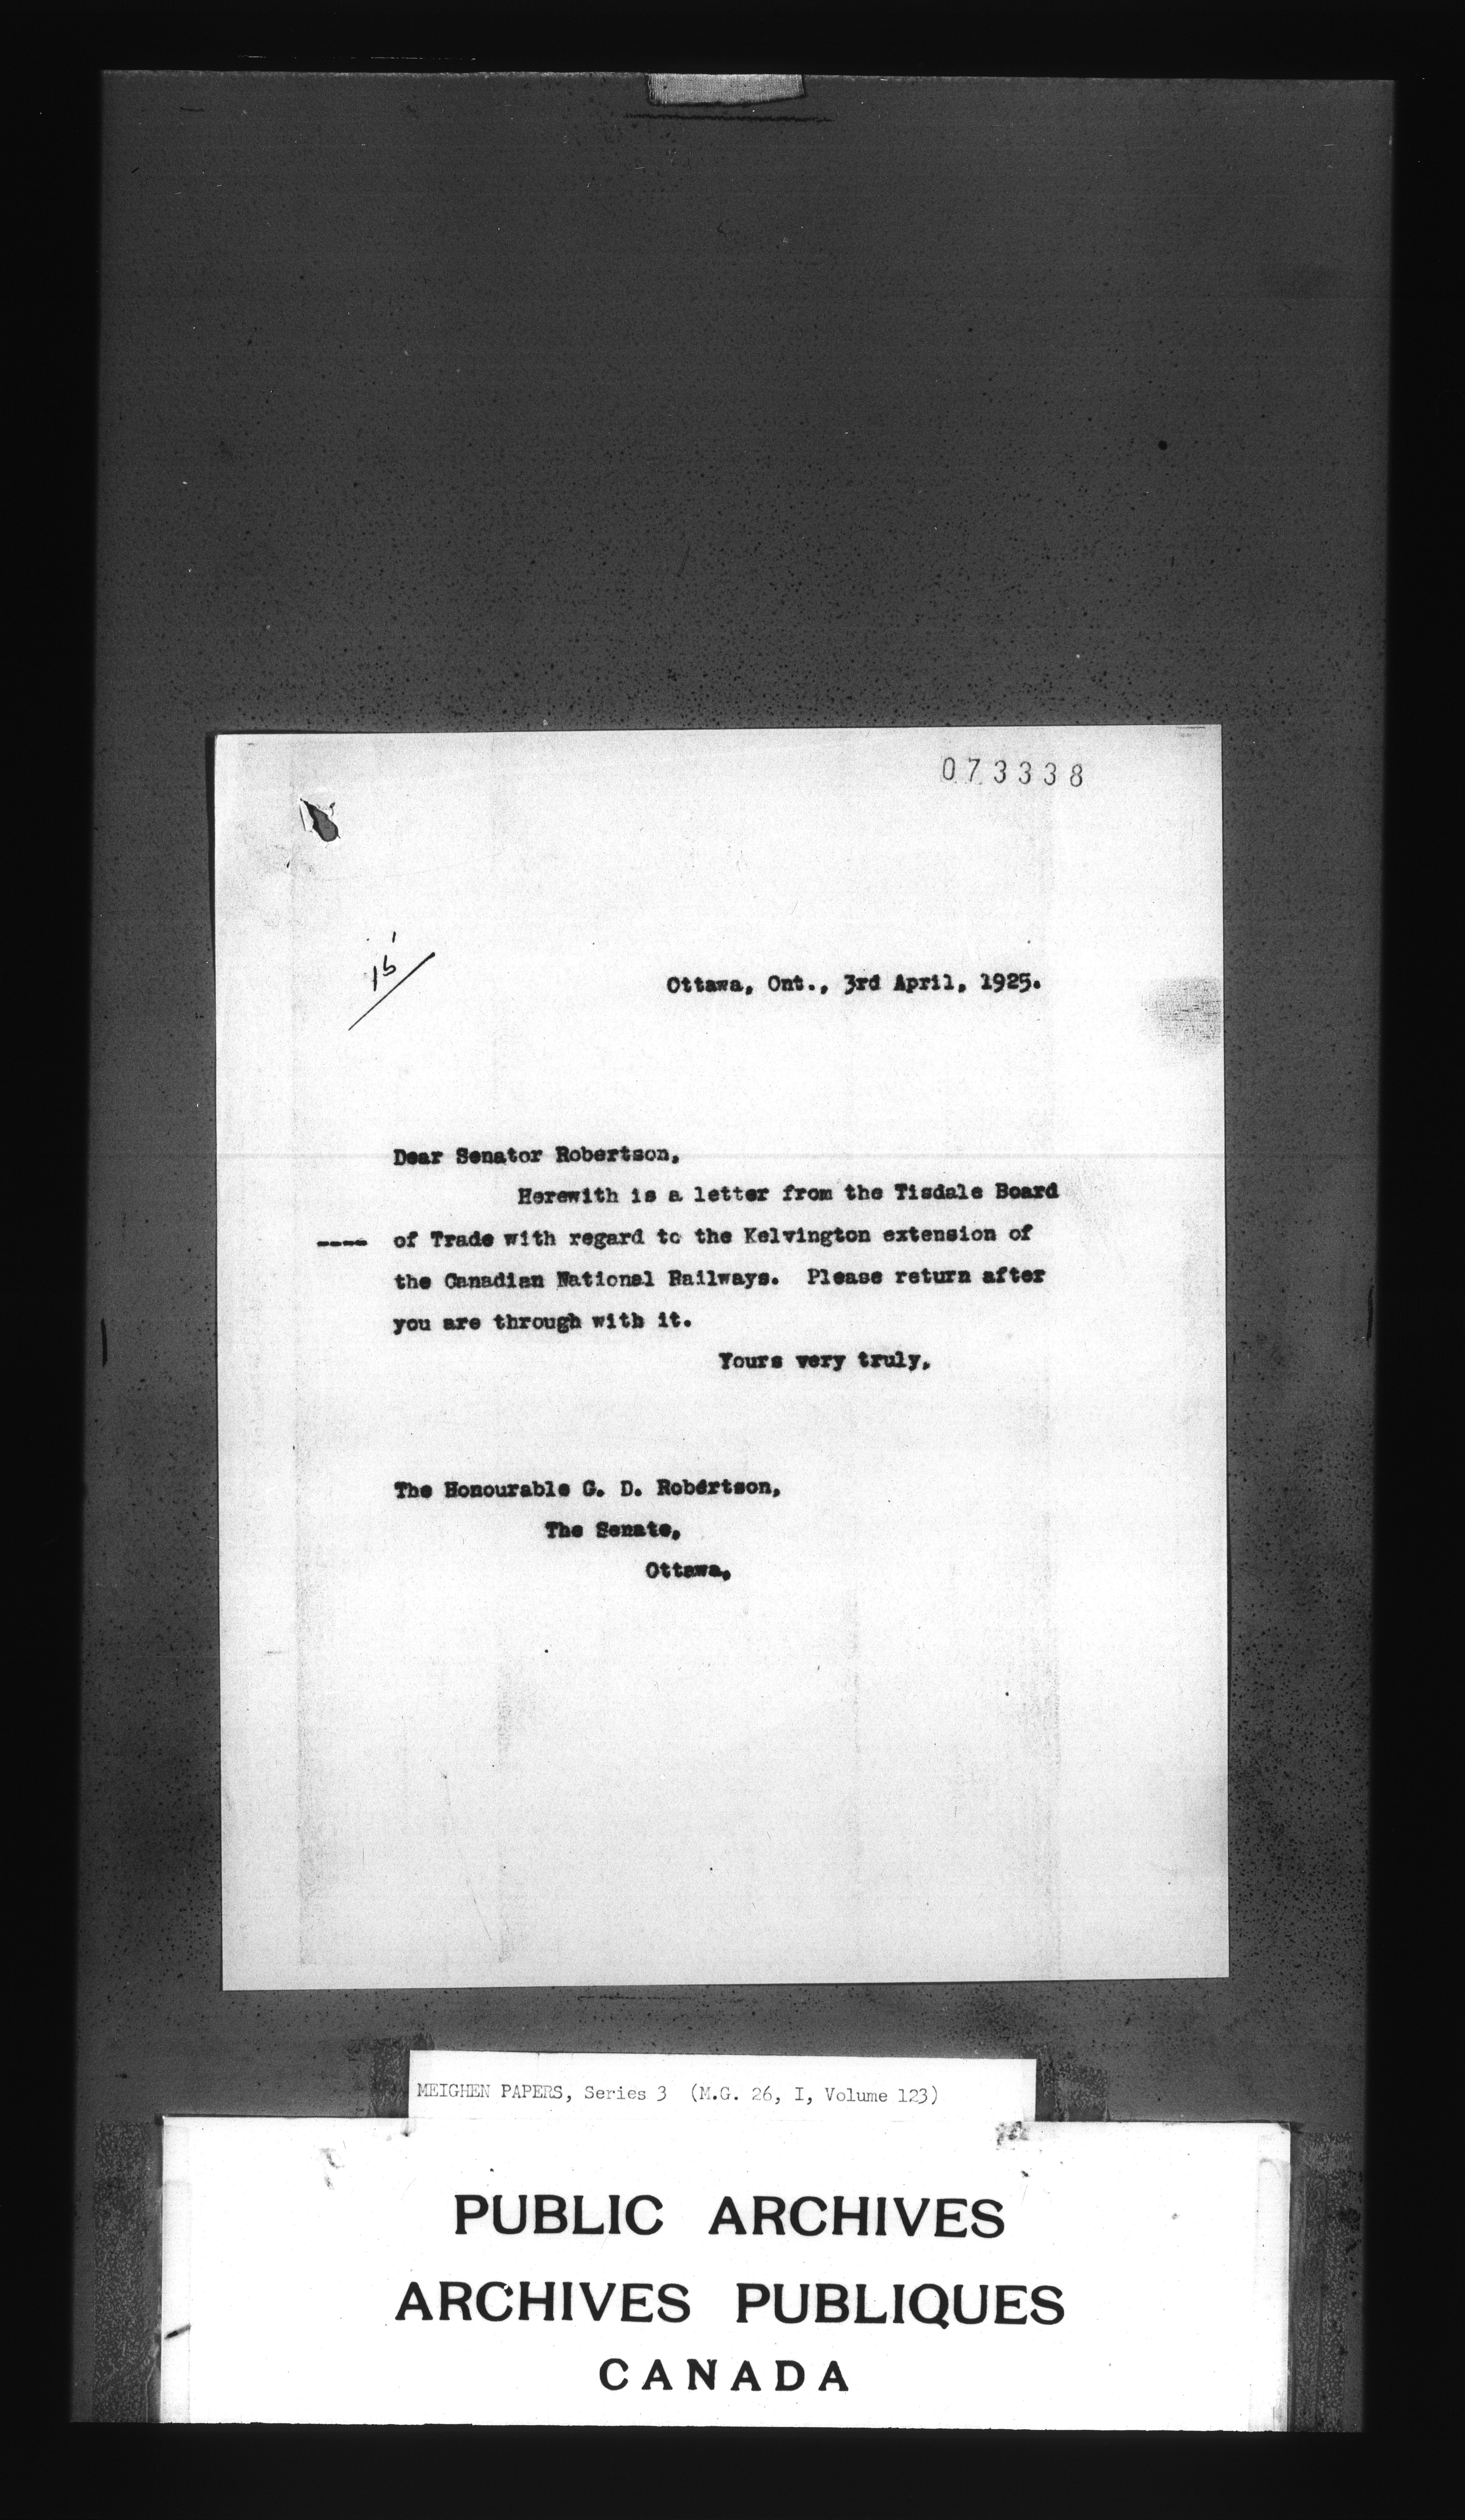 073338
15
Ottawa, Ont., 3rd April, 1925.
Dear Senator Robertson,
Herewith is a letter from the Tisdale Board
---- of Trade with regard to the Kelvington extension of
the Canadian National Railways. Please return after
you are through with it.
Yours very truly,
The Honourable G. D. Robertson,
The Senate,
Ottawa,
MEIGHEN PAPERS, Series 3 (M.G. 26, I, Volume 123)
PUBLIC ARCHIVES
ARCHIVES PUBLIQUES
CANADA